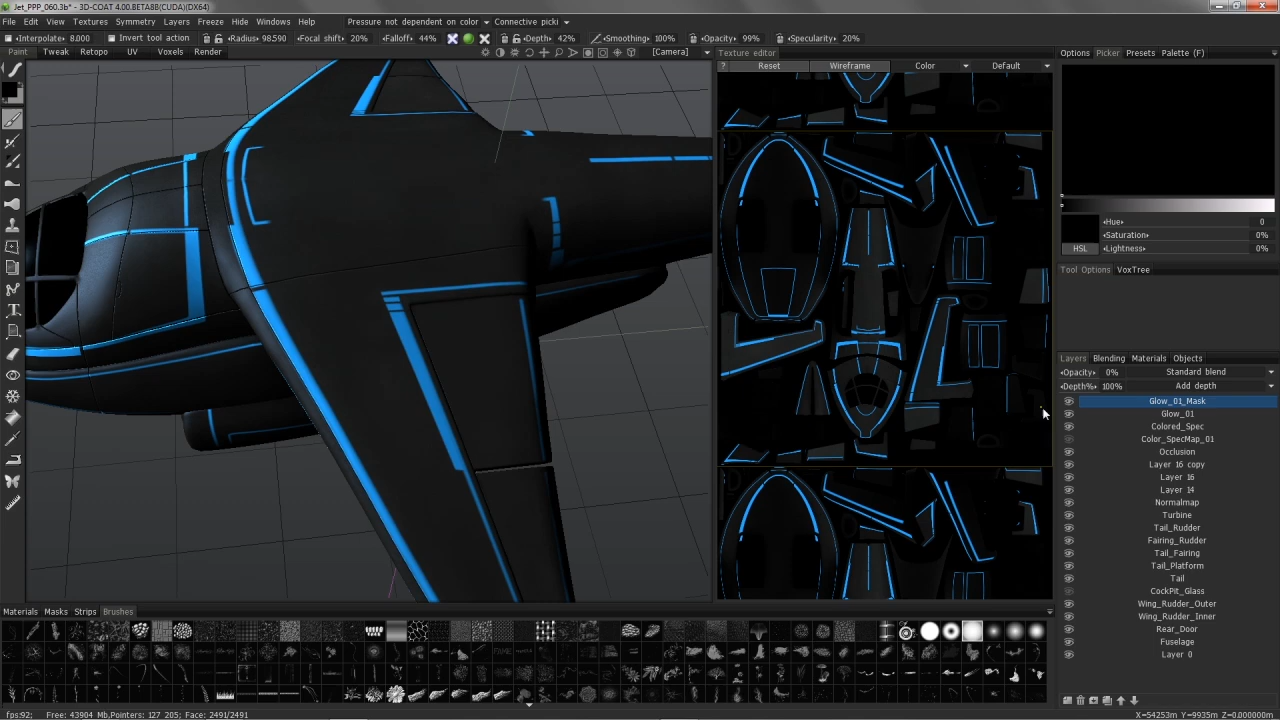 Jet_PPP_060.3b* - 3D-COAT 4.00.BETA8B(CUDA)(DX64)
File Edit View Textures Symmetry Layers Freeze Hide Windows Help Pressure not dependent on color Connective picki
Interpolate: 8.000 Insert tool action Radius: 98.590 Focal shift: 20% Falloff: 44% Depth: 42% Smoothing: 100% Opacity: 99% Specularity: 20%
Paint Tweak Retopo UV Voxels Render [Camera] Texture editor Options Picker Presets Palette (F)
? Reset Wireframe Color Default
Hue: 0
Saturation: 0%
HSL Lightness: 0%
Tool Options VoxTree
Layers Blending Materials Objects
Opacity: 0% Standard blend
Depth% 100% Add depth
Glow_01_Mask
Glow_01
Colored_Spec
Color_SpecMap_01
Occlusion
Layer 16 copy
Layer 16
Layer 14
Normalmap
Turbine
Tail_Rudder
Fairing_Rudder
Tail_Fairing
Tail_Platform
Tail
CockPit_Glass
Wing_Rudder_Outer
Wing_Rudder_Inner
Rear_Door
Fuselage
Layer 0
Materials Masks Strips Brushes
fps:92; Free: 43904 Mb,Pointers: 127 205; Face: 2491/2491 X=54253m Y=9935m Z=0.000000m